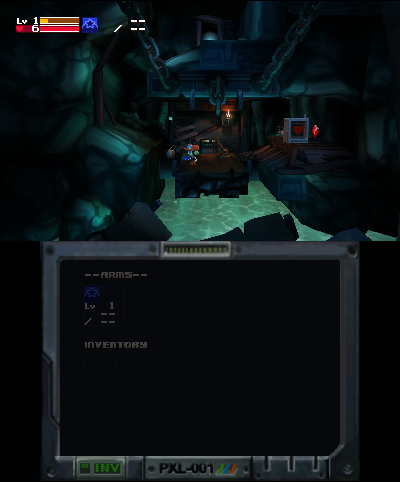 Lv 1
6
/ --
--
--ARMS--
Lv 1
--
/ --
INVENTORY
INV
PXL-001